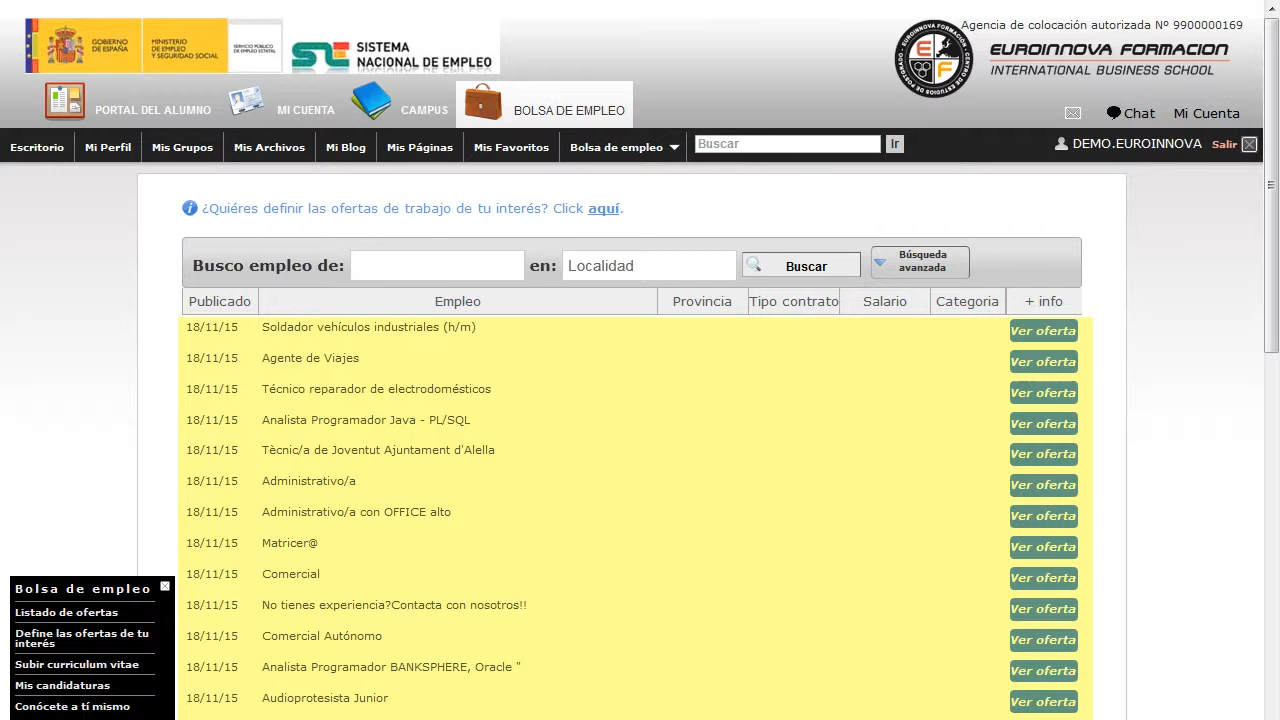 Agencia de colocación autorizada Nº 9900000169
GOBIERNO DE ESPAÑA
MINISTERIO DE EMPLEO Y SEGURIDAD SOCIAL
SERVICIO PÚBLICO DE EMPLEO ESTATAL
SISTEMA NACIONAL DE EMPLEO
EUROINNOVA FORMACION
INTERNATIONAL BUSINESS SCHOOL
PORTAL DEL ALUMNO MI CUENTA CAMPUS BOLSA DE EMPLEO
Chat Mi Cuenta
Escritorio Mi Perfil Mis Grupos Mis Archivos Mi Blog Mis Páginas Mis Favoritos Bolsa de empleo Buscar Ir DEMO.EUROINNOVA Salir
¿Quiéres definir las ofertas de trabajo de tu interés? Click aquí.
Busco empleo de: en: Localidad Buscar Búsqueda avanzada
Publicado Empleo Provincia Tipo contrato Salario Categoria + info
18/11/15 Soldador vehículos industriales (h/m) Ver oferta
18/11/15 Agente de Viajes Ver oferta
18/11/15 Técnico reparador de electrodomésticos Ver oferta
18/11/15 Analista Programador Java - PL/SQL Ver oferta
18/11/15 Tècnic/a de Joventut Ajuntament d'Alella Ver oferta
18/11/15 Administrativo/a Ver oferta
18/11/15 Administrativo/a con OFFICE alto Ver oferta
18/11/15 Matricer@ Ver oferta
18/11/15 Comercial Ver oferta
18/11/15 No tienes experiencia?Contacta con nosotros!! Ver oferta
18/11/15 Comercial Autónomo Ver oferta
18/11/15 Analista Programador BANKSPHERE, Oracle " Ver oferta
18/11/15 Audioprotesista Junior Ver oferta
Bolsa de empleo
Listado de ofertas
Define las ofertas de tu
interés
Subir curriculum vitae
Mis candidaturas
Conócete a tí mismo